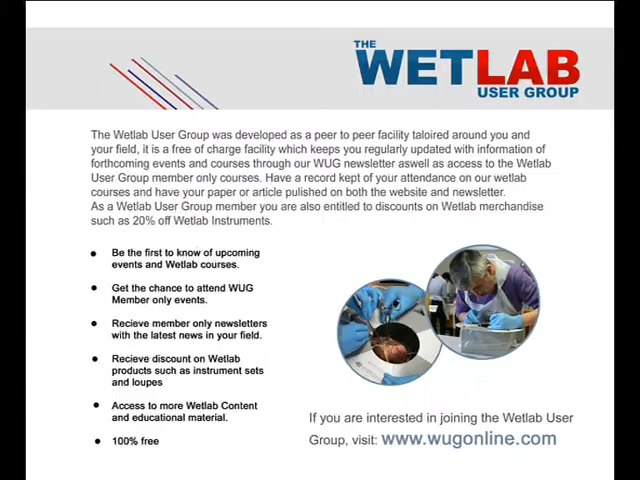 THE
WETLAB
USER GROUP
The Wetlab User Group was developed as a peer to peer facility taloired around you and
your field, it is a free of charge facility which keeps you regularly updated with information of
forthcoming events and courses through our WUG newsletter aswell as access to the Wetlab
User Group member only courses. Have a record kept of your attendance on our wetlab
courses and have your paper or article pulished on both the website and newsletter.
As a Wetlab User Group member you are also entitled to discounts on Wetlab merchandise
such as 20% off Wetlab Instruments.
• Be the first to know of upcoming
events and Wetlab courses.
• Get the chance to attend WUG
Member only events.
• Recieve member only newsletters
with the latest news in your field.
• Recieve discount on Wetlab
products such as instrument sets
and loupes
• Access to more Wetlab Content
and educational material.
• 100% free
If you are interested in joining the Wetlab User
Group, visit: www.wugonline.com